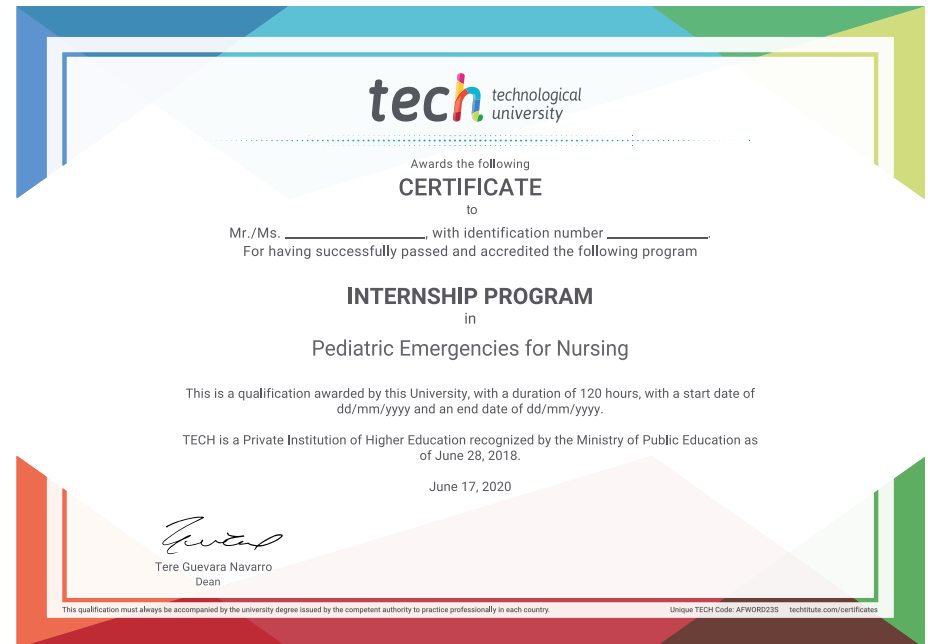 tech technological
university
Awards the following
CERTIFICATE
to
Mr./Ms. ____________________, with identification number ______________.
For having successfully passed and accredited the following program
INTERNSHIP PROGRAM
in
Pediatric Emergencies for Nursing
This is a qualification awarded by this University, with a duration of 120 hours, with a start date of
dd/mm/yyyy and an end date of dd/mm/yyyy.
TECH is a Private Institution of Higher Education recognized by the Ministry of Public Education as
of June 28, 2018.
June 17, 2020
Tere Guevara Navarro
Dean
This qualification must always be accompanied by the university degree issued by the competent authority to practice professionally in each country.
Unique TECH Code: AFWORD23S techtitute.com/certificates